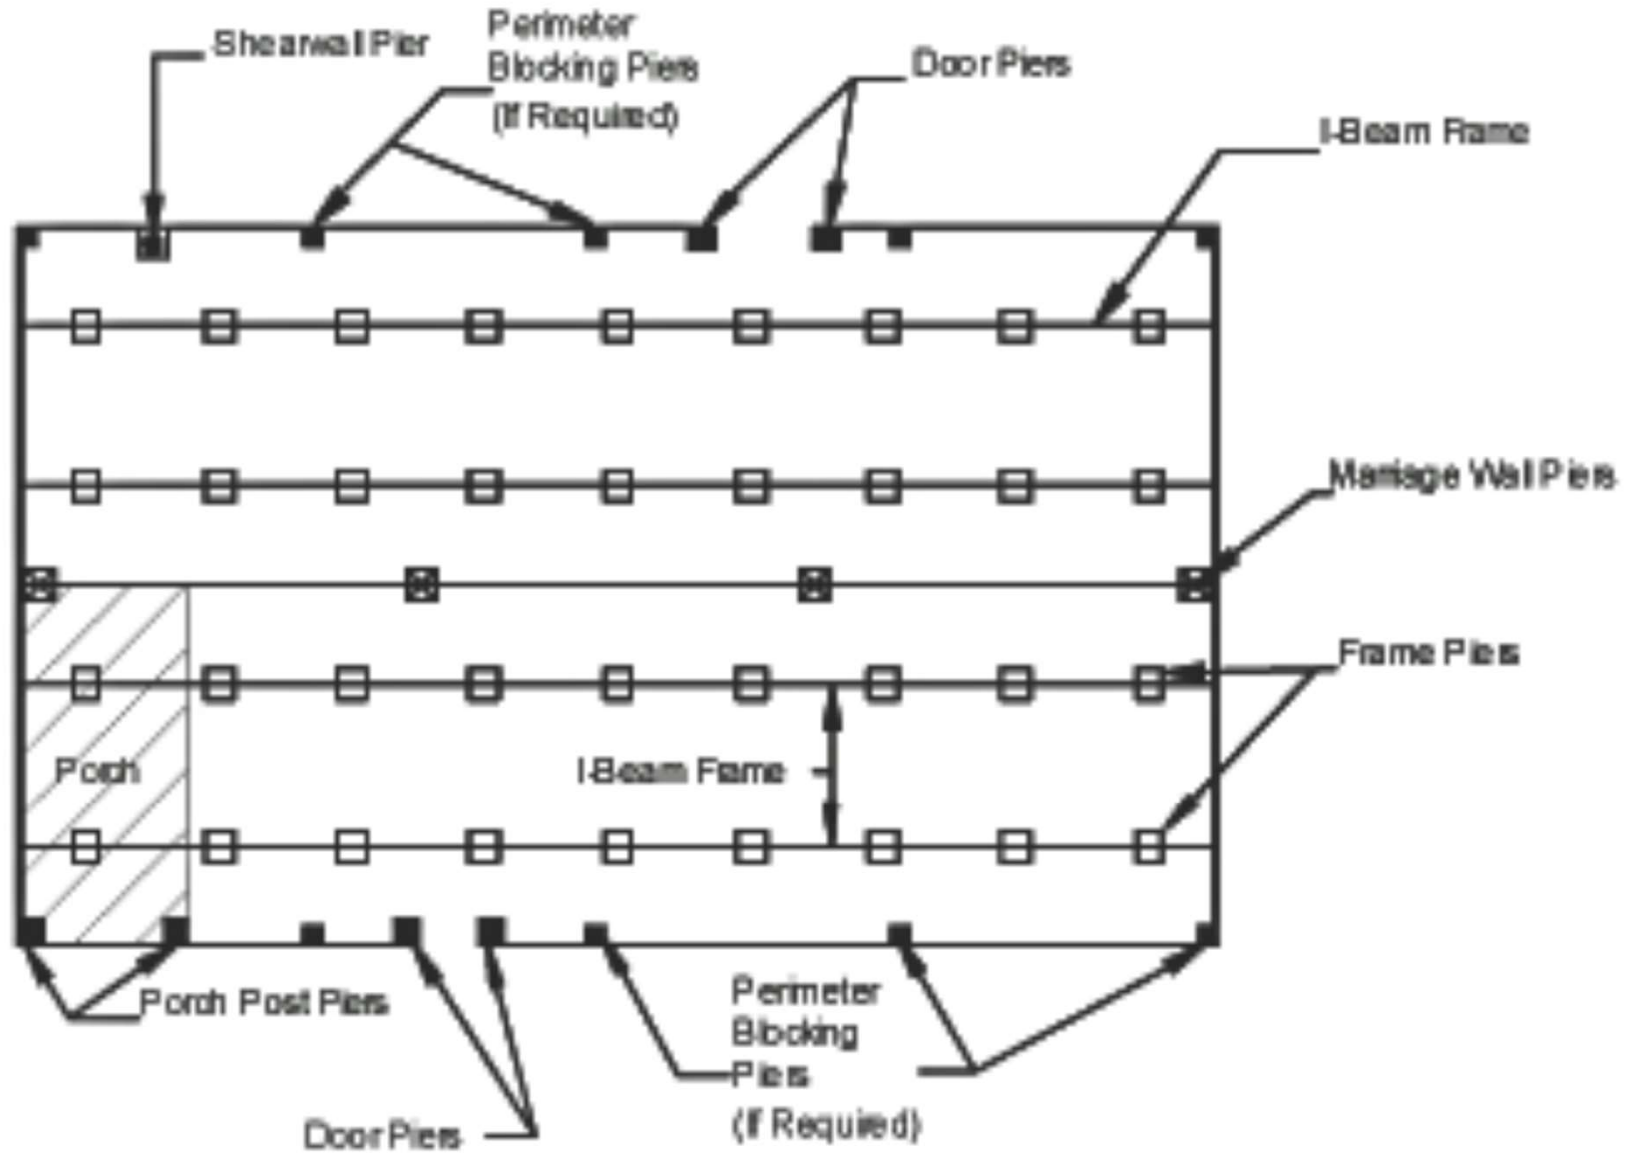 Shearwall Pier
Perimeter
Blocking Piers
(If Required)
Door Piers
I-Beam Frame
Marriage Wall Piers
Frame Piers
Porch
I-Beam Frame
Porch Post Piers
Perimeter
Blocking
Piers
(If Required)
Door Piers